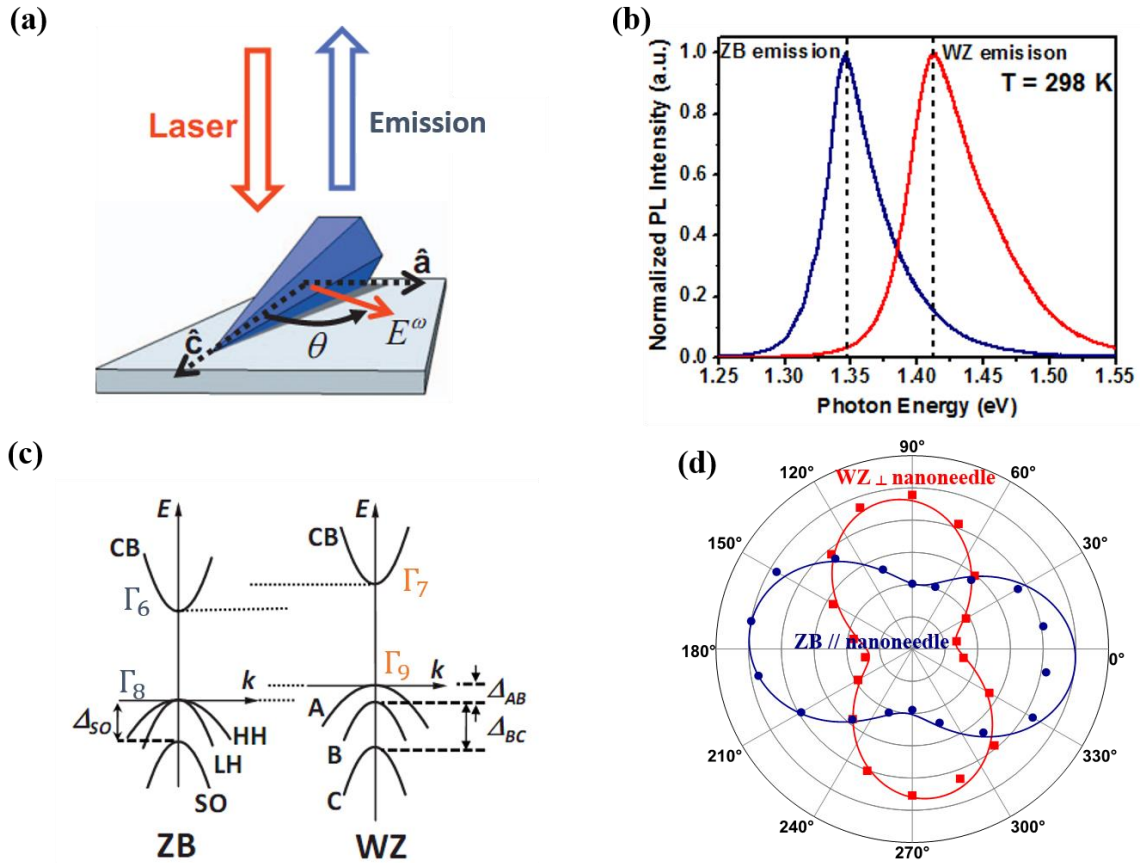 (a)
Laser
Emission
â
ĉ
θ
E^ω
(b)
Normalized PL Intensity (a.u.)
1.0
0.8
0.6
0.4
0.2
0.0
ZB emission
WZ emisison
T = 298 K
1.25 1.30 1.35 1.40 1.45 1.50 1.55
Photon Energy (eV)
(c)
E
CB
Γ6
Γ8
k
ΔSO
HH
LH
SO
ZB
E
CB
Γ7
Γ9
k
A
B
C
ΔAB
ΔBC
WZ
(d)
90°
120°
60°
150°
30°
180°
0°
210°
330°
240°
300°
270°
WZ ⊥ nanoneedle
ZB // nanoneedle